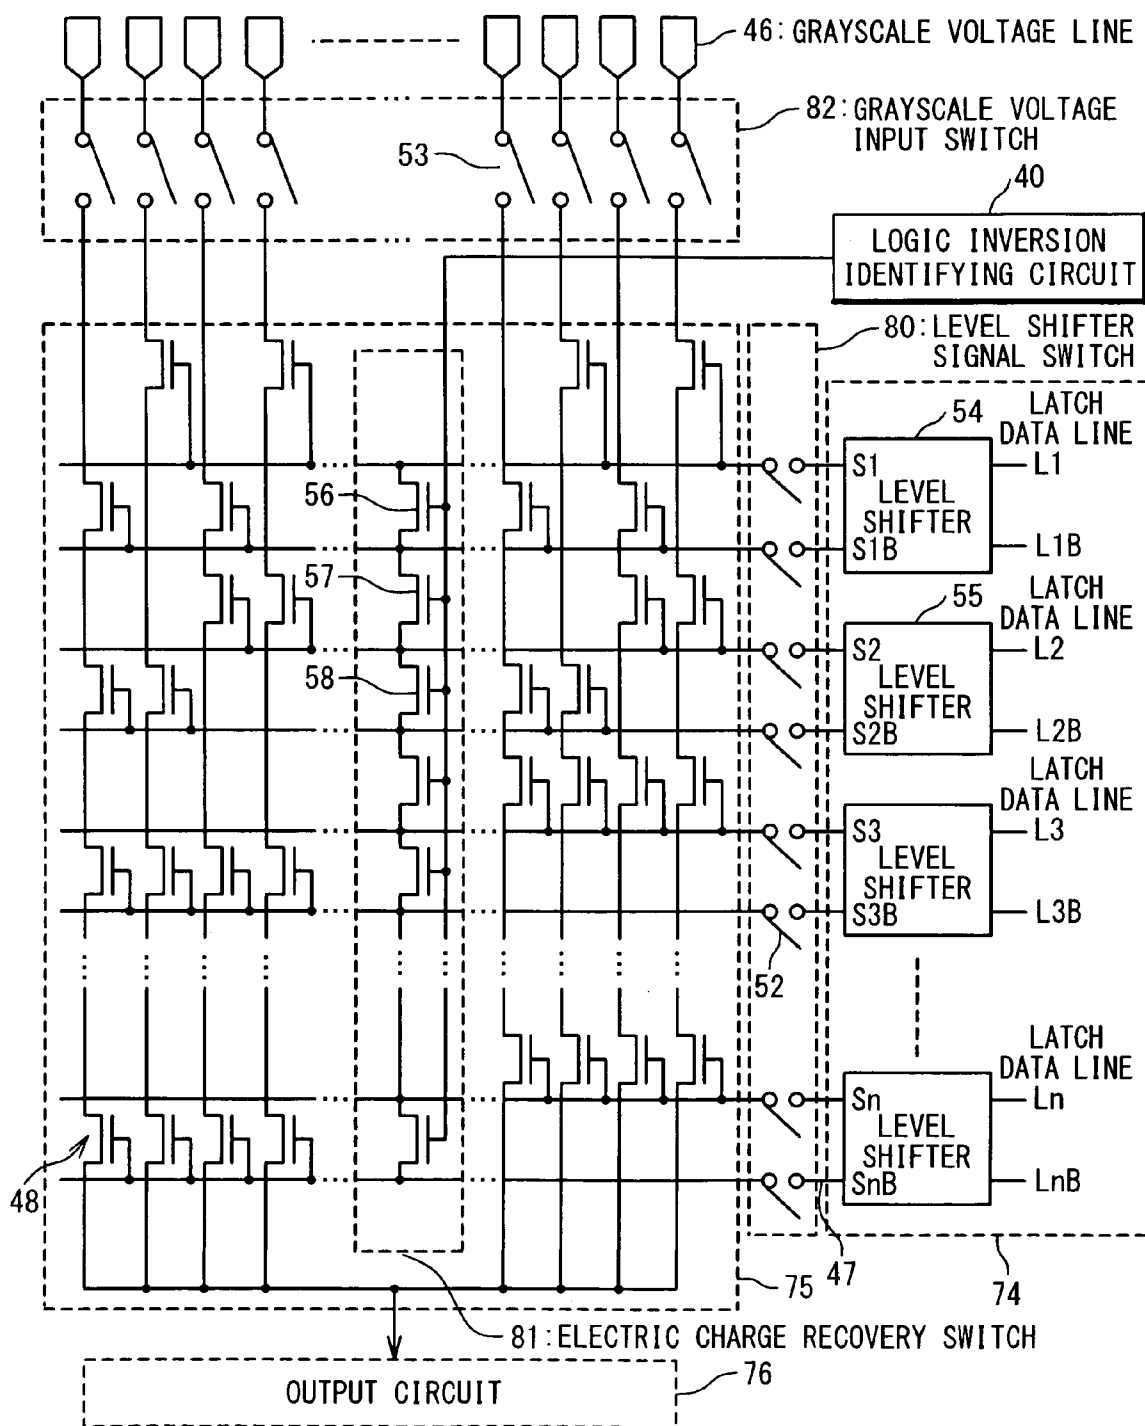 46:GRAYSCALE VOLTAGE LINE
82:GRAYSCALE VOLTAGE
INPUT SWITCH
53
40
LOGIC INVERSION
IDENTIFYING CIRCUIT
80:LEVEL SHIFTER
SIGNAL SWITCH
54
LATCH
DATA LINE
S1
L1
LEVEL
SHIFTER
S1B
L1B
56
57
55
LATCH
DATA LINE
S2
L2
LEVEL
SHIFTER
S2B
L2B
58
LATCH
DATA LINE
S3
L3
LEVEL
SHIFTER
S3B
L3B
52
LATCH
DATA LINE
Sn
Ln
LEVEL
SHIFTER
SnB
LnB
48
47
75
74
81:ELECTRIC CHARGE RECOVERY SWITCH
76
OUTPUT CIRCUIT